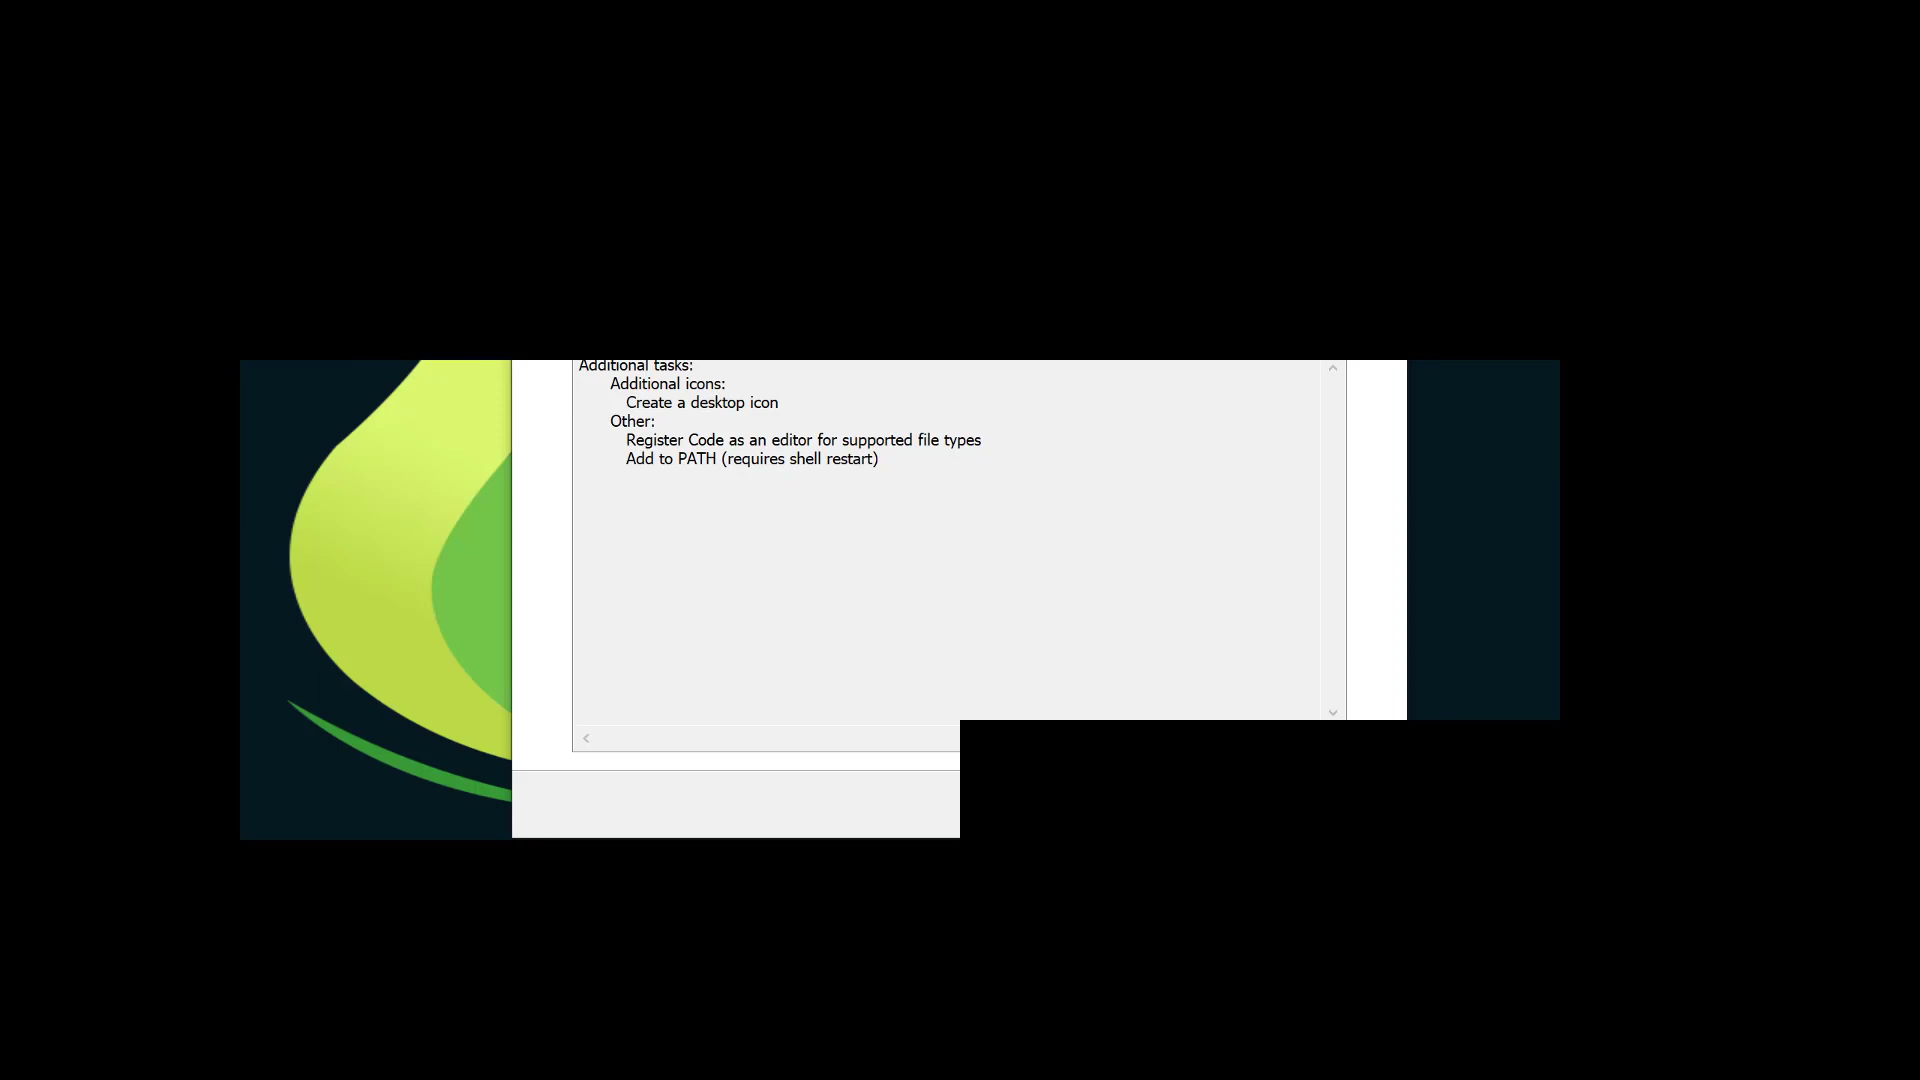 Additional tasks:
Additional icons:
Create a desktop icon
Other:
Register Code as an editor for supported file types
Add to PATH (requires shell restart)